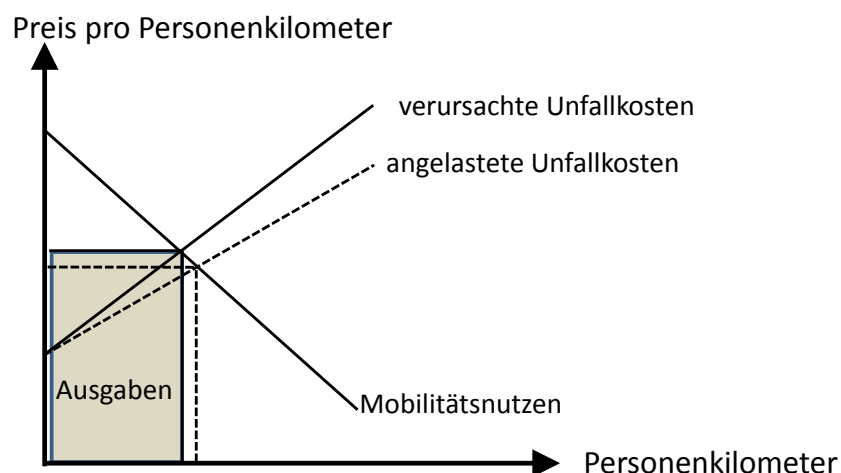 Preis pro Personenkilometer
verursachte Unfallkosten
angelastete Unfallkosten
Ausgaben
Mobilitätsnutzen
Personenkilometer